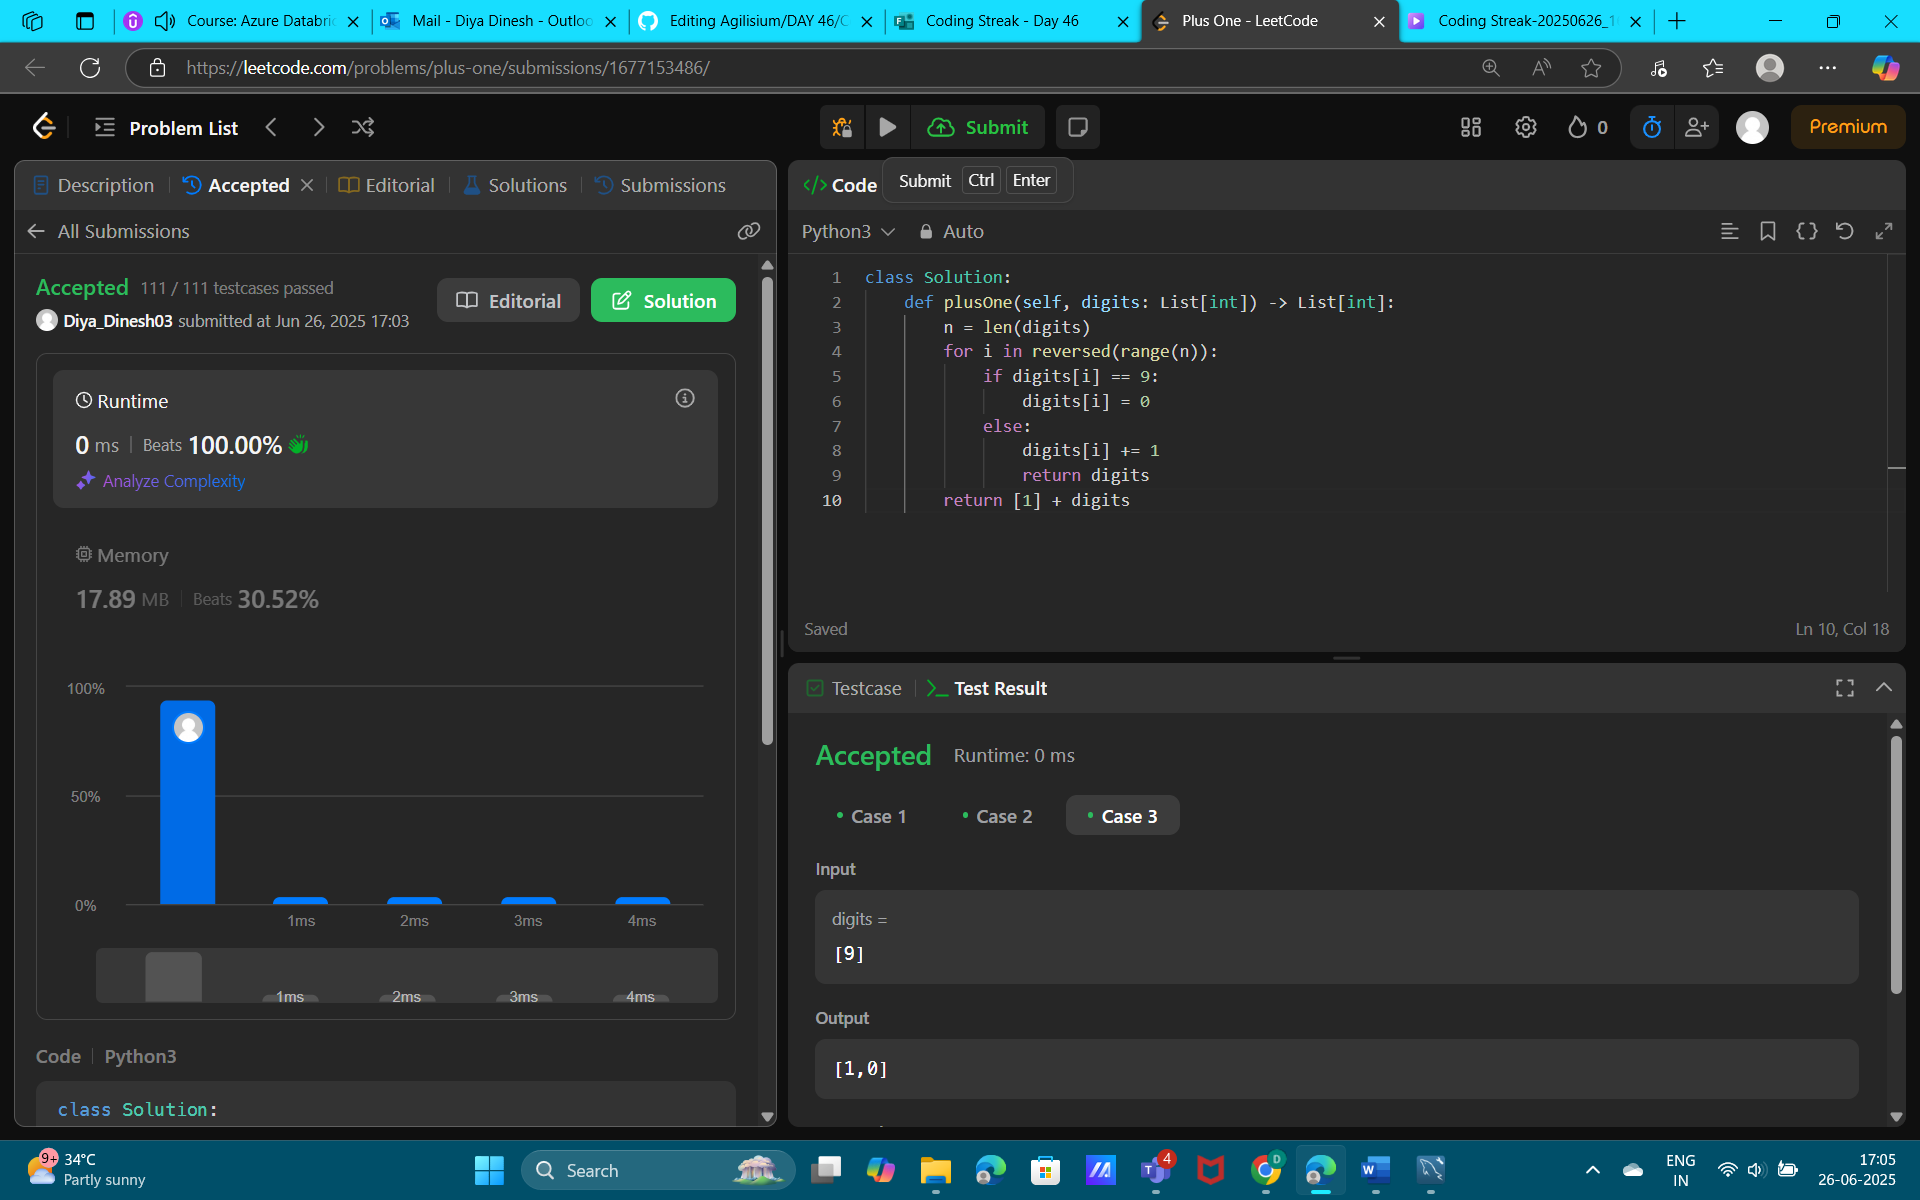 Course: Azure Databric
Mail - Diya Dinesh - Outloo
Editing Agilisium/DAY 46/C
Coding Streak - Day 46
Plus One - LeetCode
Coding Streak-20250626_1
https://leetcode.com/problems/plus-one/submissions/1677153486/
Problem List
Submit
0
Premium
Description
Accepted
Editorial
Solutions
Submissions
All Submissions
Accepted 111 / 111 testcases passed
Diya_Dinesh03 submitted at Jun 26, 2025 17:03
Editorial
Solution
Runtime
0 ms | Beats 100.00%
Analyze Complexity
Memory
17.89 MB | Beats 30.52%
100%
50%
0%
1ms 2ms 3ms 4ms
1ms 2ms 3ms 4ms
Code | Python3
class Solution:
</> Code
Submit Ctrl Enter
Python3
Auto
1 class Solution:
2 def plusOne(self, digits: List[int]) -> List[int]:
3 n = len(digits)
4 for i in reversed(range(n)):
5 if digits[i] == 9:
6 digits[i] = 0
7 else:
8 digits[i] += 1
9 return digits
10 return [1] + digits
Saved
Ln 10, Col 18
Testcase
>_ Test Result
Accepted Runtime: 0 ms
• Case 1 • Case 2 • Case 3
Input
digits =
[9]
Output
[1,0]
9+
34°C
Partly sunny
Search
4
D
ENG
IN
17:05
26-06-2025